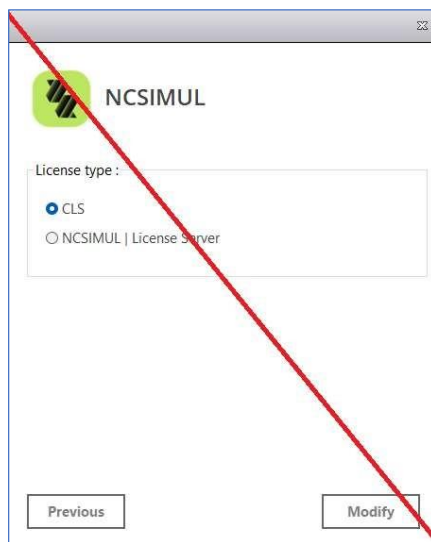 NCSIMUL
License type :
CLS
NCSIMUL | License Server
Previous
Modify